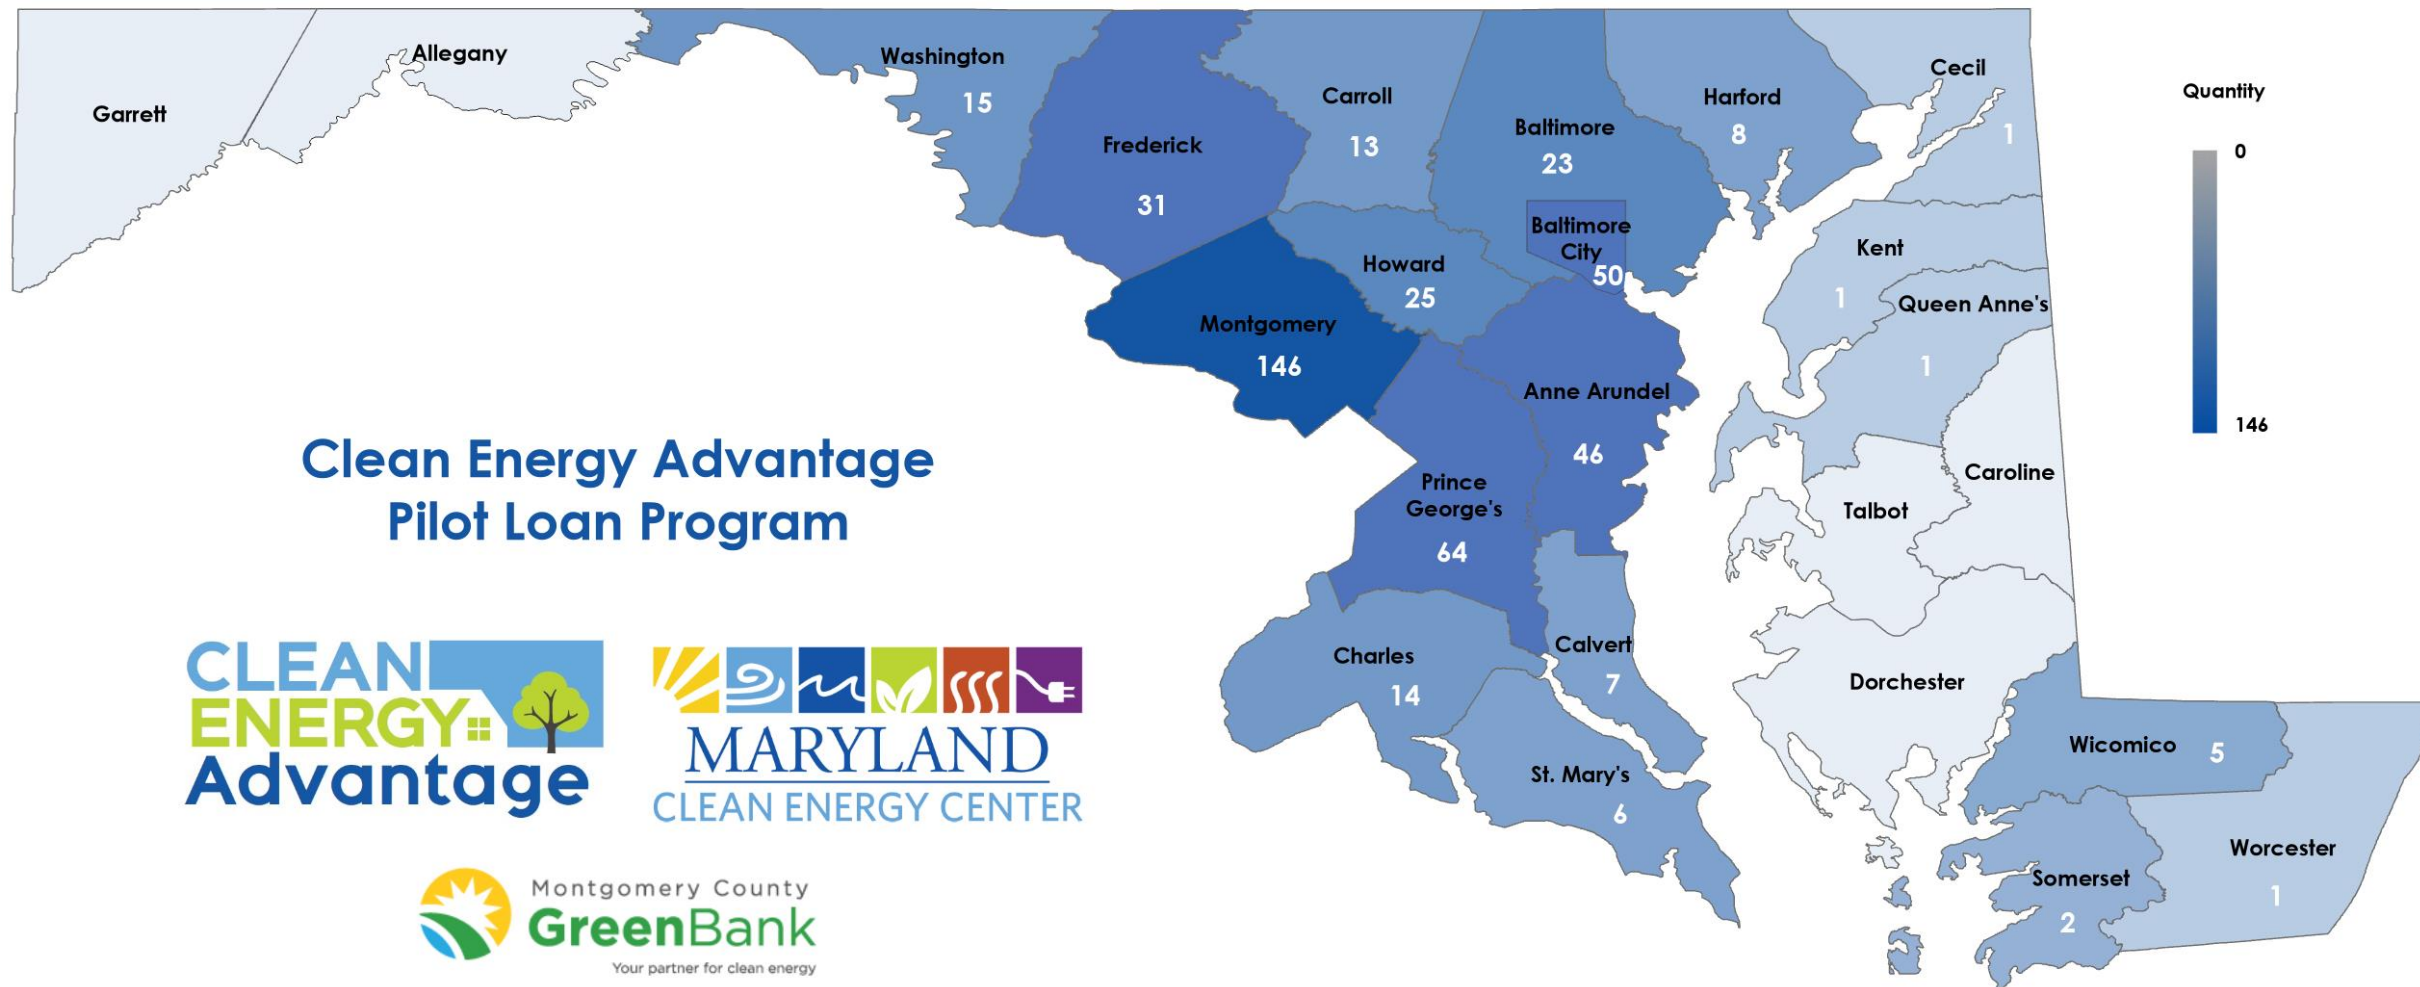 Garrett
Allegany
Washington
15
Frederick
31
Carroll
13
Baltimore
23
Baltimore
City
50
Harford
8
Cecil
1
Howard
25
Montgomery
146
Kent
1
Queen Anne's
1
Anne Arundel
46
Prince
George's
64
Caroline
Talbot
Charles
14
Calvert
7
Dorchester
St. Mary's
6
Wicomico
5
Somerset
2
Worcester
1
Quantity
0
146
Clean Energy Advantage
Pilot Loan Program
CLEAN
ENERGY
Advantage
MARYLAND
CLEAN ENERGY CENTER
Montgomery County
GreenBank
Your partner for clean energy